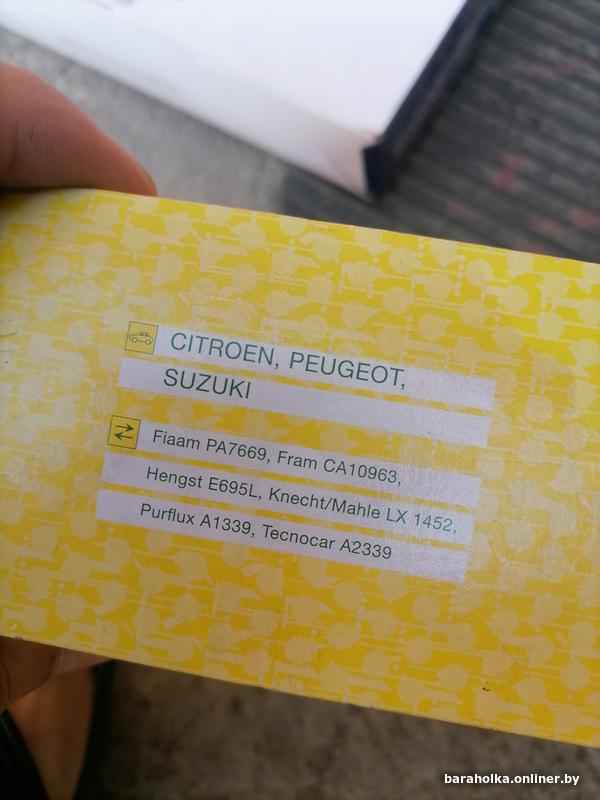 CITROEN, PEUGEOT,
SUZUKI
Fiaam PA7669, Fram CA10963,
Hengst E695L, Knecht/Mahle LX 1452,
Purflux A1339, Tecnocar A2339
baraholka.onliner.by